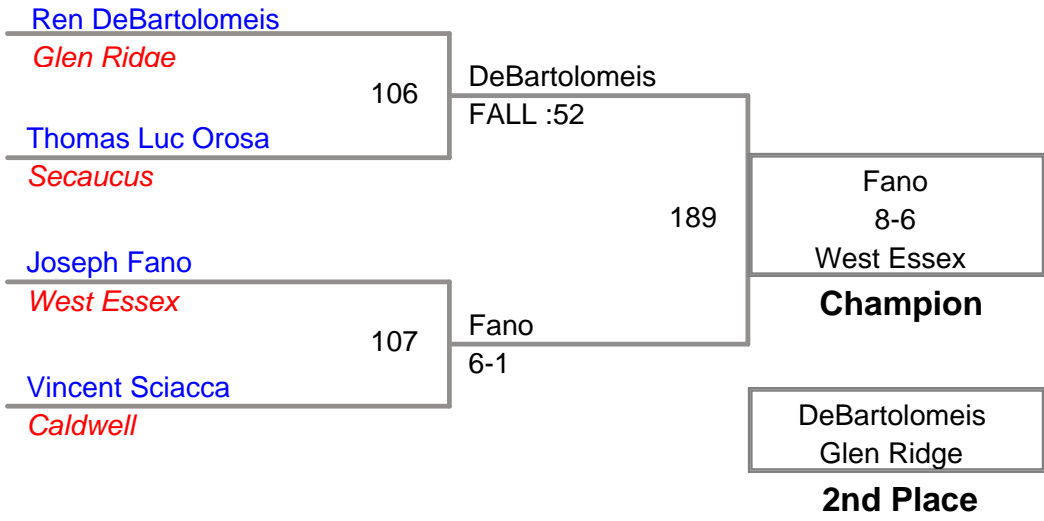 Ren DeBartolomeis
Glen Ridge
106
DeBartolomeis
FALL :52
Thomas Luc Orosa
Secaucus
189
Fano
8-6
West Essex
Champion
Joseph Fano
West Essex
107
Fano
6-1
Vincent Sciacca
Caldwell
DeBartolomeis
Glen Ridge
2nd Place